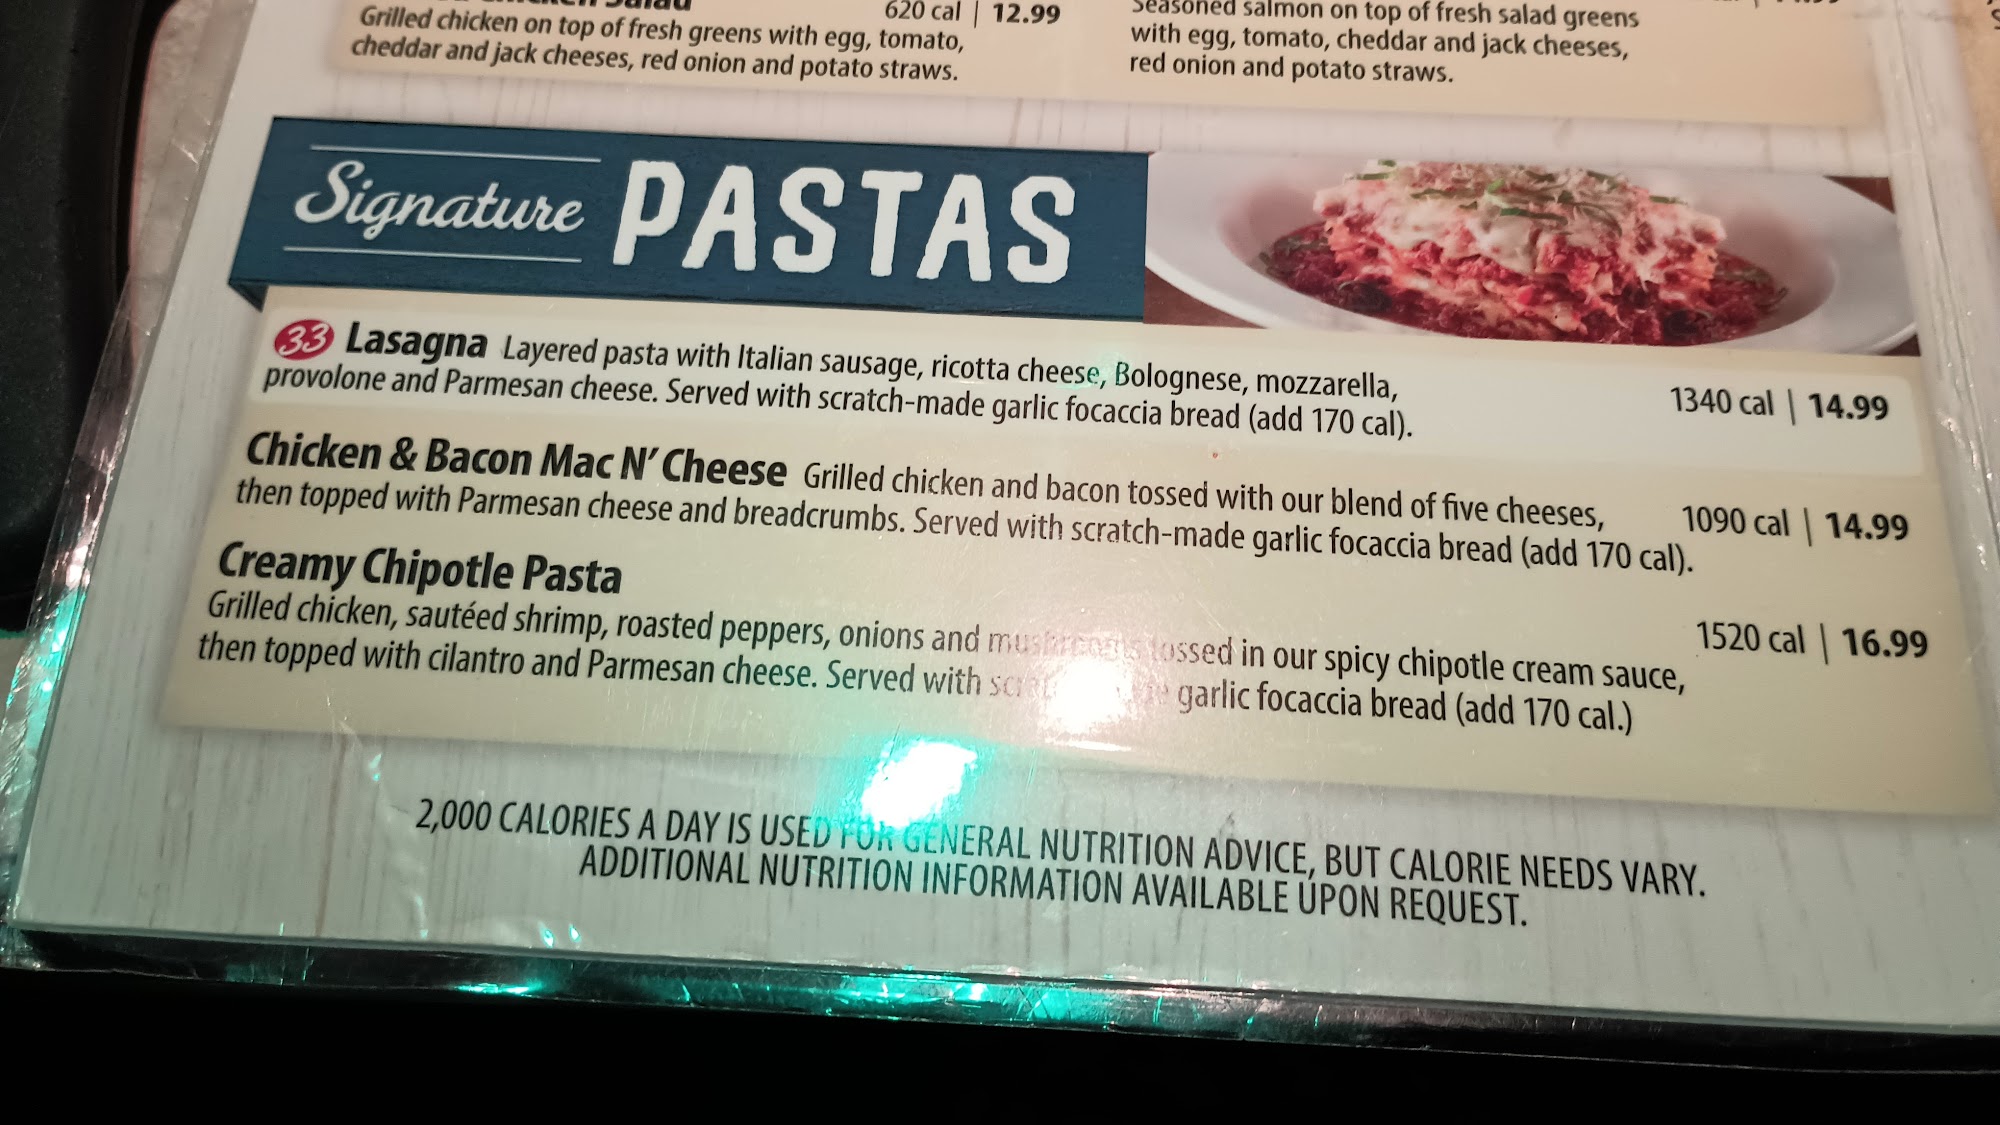 620 cal | 12.99
Grilled chicken on top of fresh greens with egg, tomato,
cheddar and jack cheeses, red onion and potato straws.
Seasoned salmon on top of fresh salad greens
with egg, tomato, cheddar and jack cheeses,
red onion and potato straws.
Signature PASTAS
33 Lasagna Layered pasta with Italian sausage, ricotta cheese, Bolognese, mozzarella,
provolone and Parmesan cheese. Served with scratch-made garlic focaccia bread (add 170 cal).
1340 cal | 14.99
Chicken & Bacon Mac N' Cheese Grilled chicken and bacon tossed with our blend of five cheeses,
then topped with Parmesan cheese and breadcrumbs. Served with scratch-made garlic focaccia bread (add 170 cal).
1090 cal | 14.99
Creamy Chipotle Pasta
Grilled chicken, sautéed shrimp, roasted peppers, onions and mushrooms tossed in our spicy chipotle cream sauce,
then topped with cilantro and Parmesan cheese. Served with garlic focaccia bread (add 170 cal.)
1520 cal | 16.99
2,000 CALORIES A DAY IS USED FOR GENERAL NUTRITION ADVICE, BUT CALORIE NEEDS VARY.
ADDITIONAL NUTRITION INFORMATION AVAILABLE UPON REQUEST.